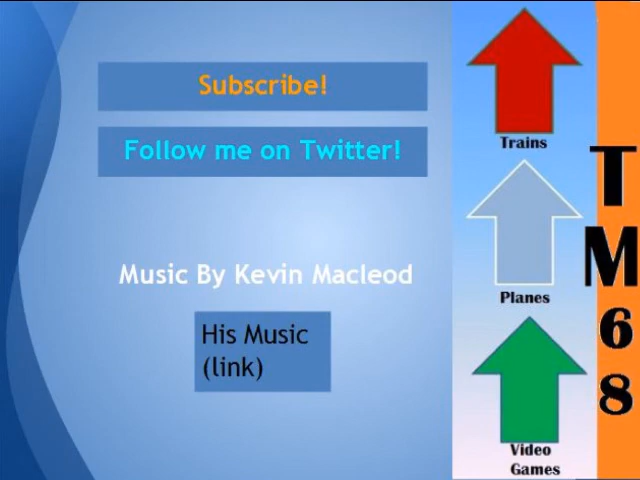 Subscribe!
Follow me on Twitter!
Music By Kevin Macleod
His Music
(link)
Trains
Planes
Video
Games
T
M
6
8